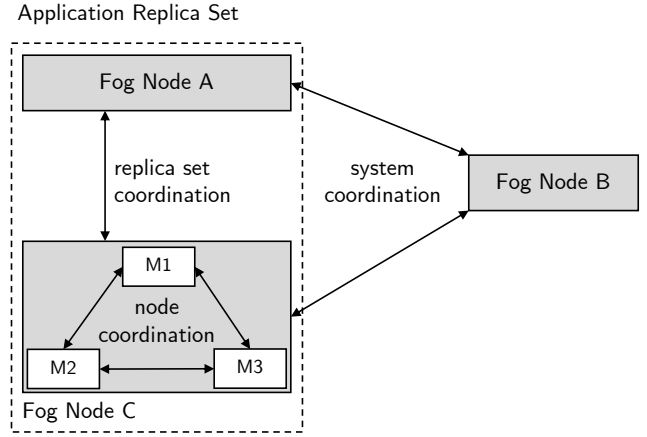 Application Replica Set
Fog Node A
replica set
coordination
system
coordination
Fog Node B
M1
node
coordination
M2
M3
Fog Node C